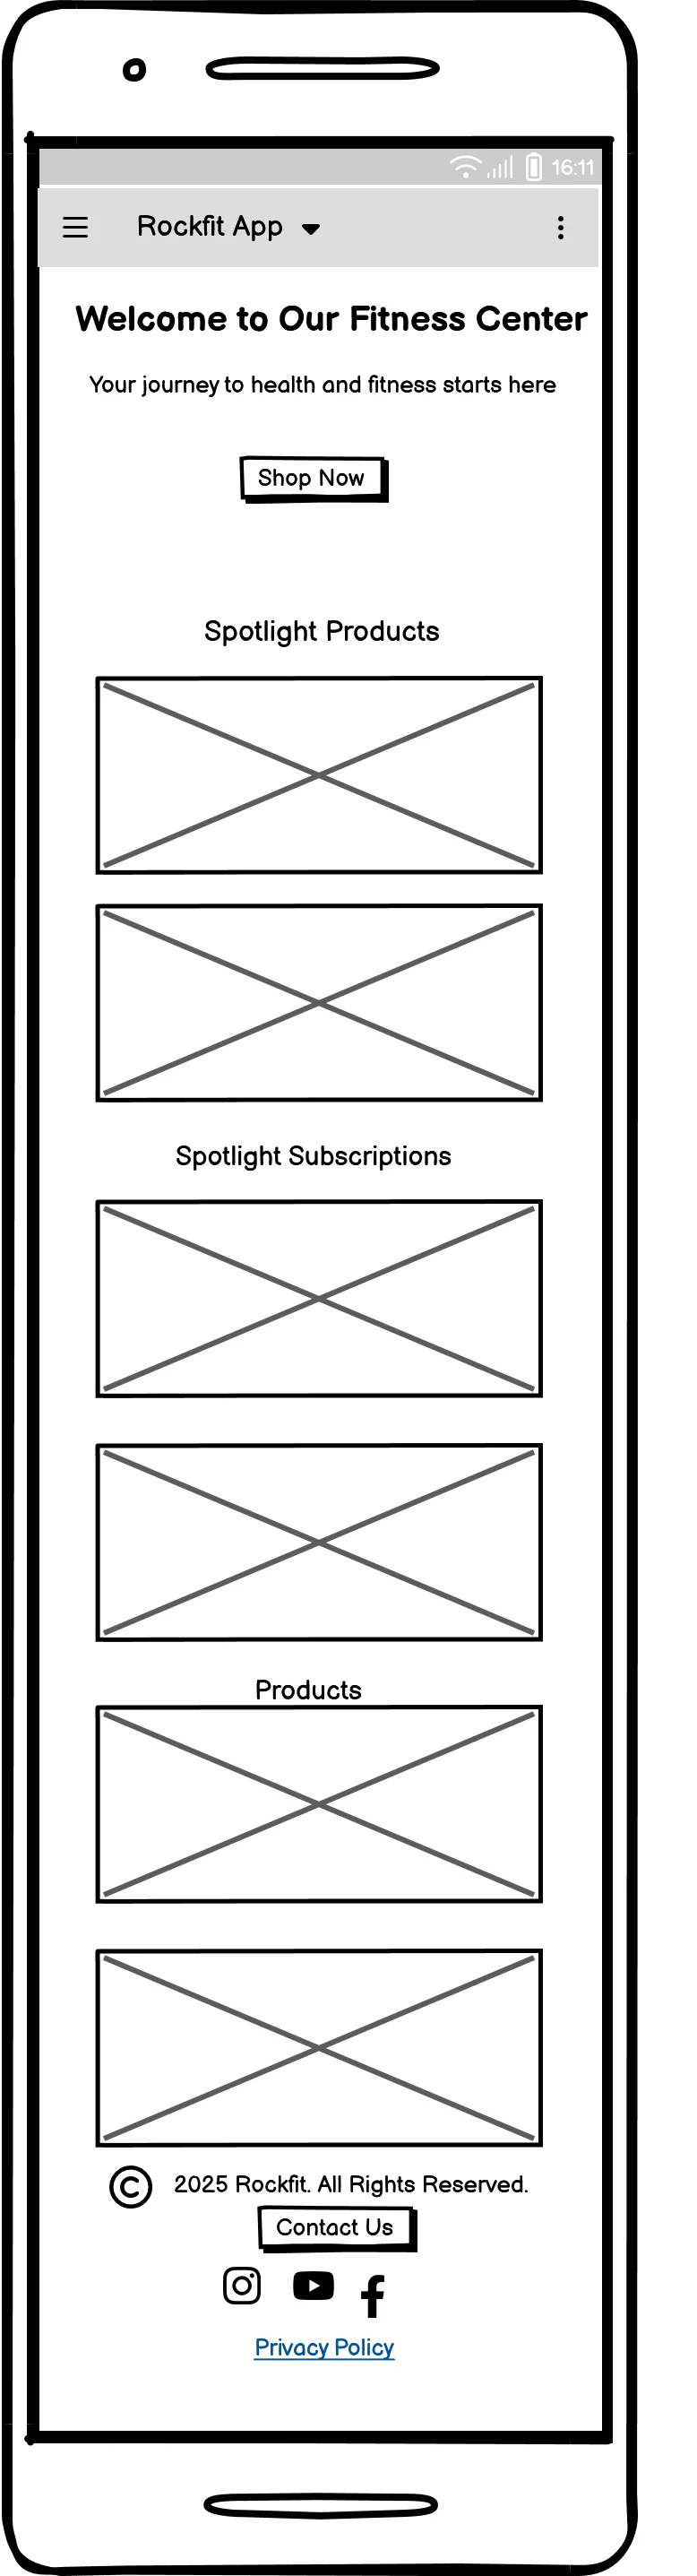 16:11
Rockfit App
Welcome to Our Fitness Center
Your journey to health and fitness starts here
Shop Now
Spotlight Products
Spotlight Subscriptions
Products
© 2025 Rockfit. All Rights Reserved.
Contact Us
Privacy Policy